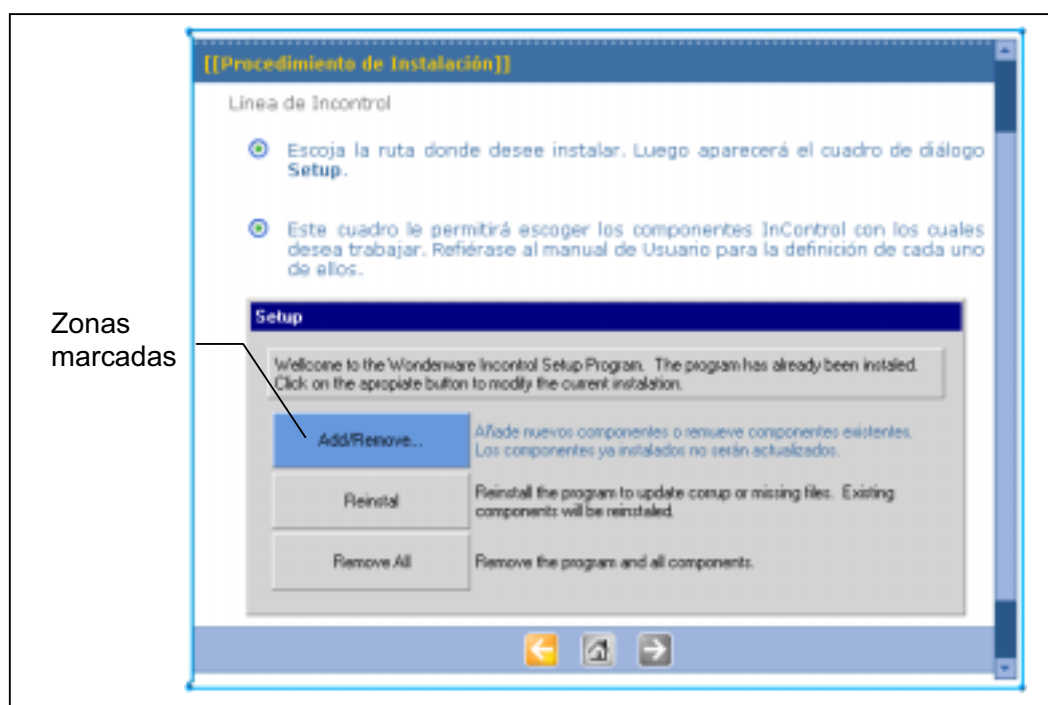 [[Procedimiento de Instalación]]
Linea de Incontrol
Escoja la ruta donde desee instalar. Luego aparecerá el cuadro de diálogo
Setup.
Este cuadro le permitirá escoger los componentes InControl con los cuales
desea trabajar. Refiérase al manual de Usuario para la definición de cada uno
de ellos.
Zonas
marcadas
Setup
Wellcome to the Wonderware Incontrol Setup Program. The program has already been instaled.
Click on the apropiate button to modify the current instalation.
Add/Remove...
Añade nuevos componentes o remueve componentes existentes.
Los componentes ya instalados no serán actualizados.
Reinstal
Reinstall the program to update corrup or missing files. Existing
components will be reinstaled.
Remove All
Remove the program and all components.